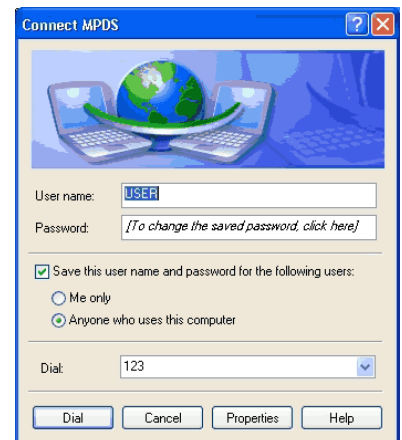 Connect MPDS
User name: USER
Password: [To change the saved password, click here]
Save this user name and password for the following users:
Me only
Anyone who uses this computer
Dial: 123
Dial Cancel Properties Help